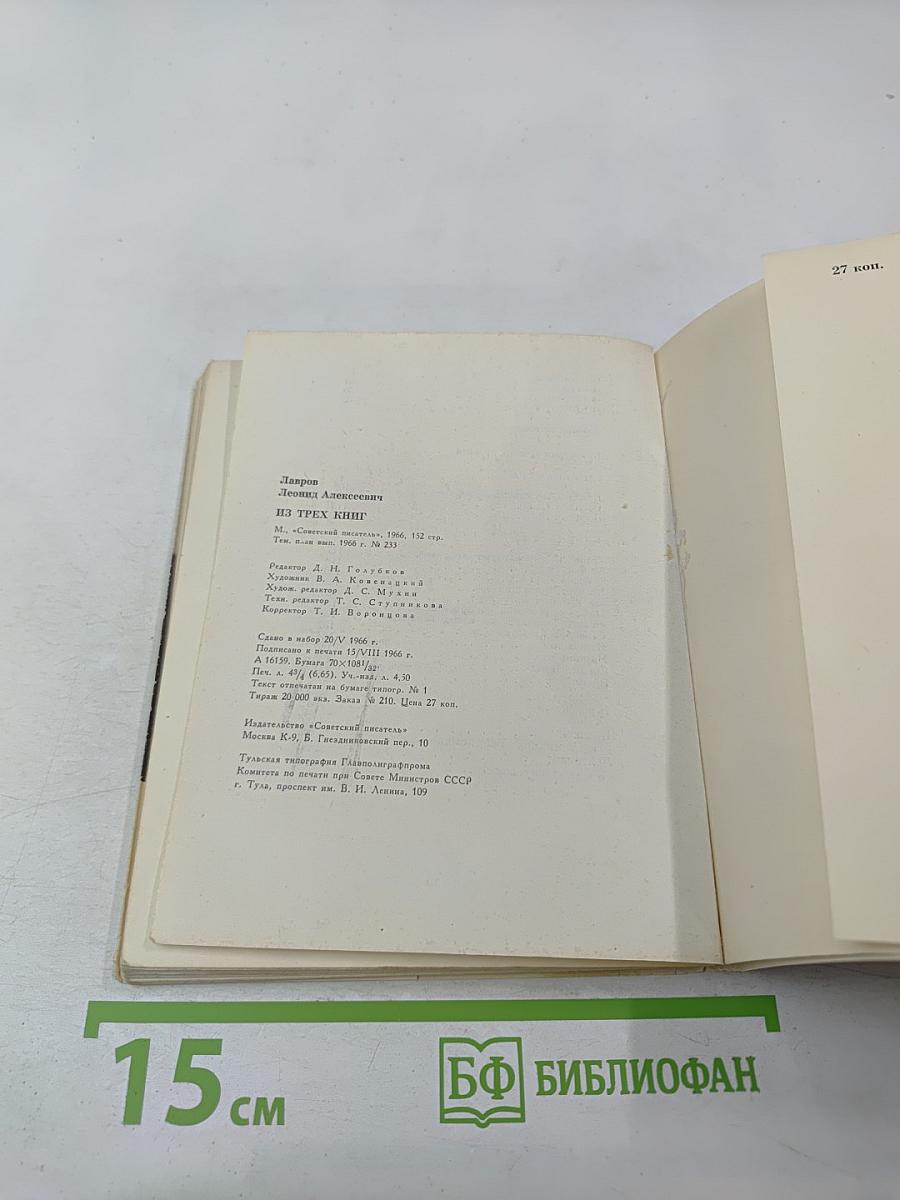 27 коп.
Лавров
Леонид Алексеевич
ИЗ ТРЕХ КНИГ
М., «Советский писатель», 1966, 152 стр.
Тем. план вып. 1966 г. № 233
Редактор Д. Н. Голубков
Художник В. А. Ковенацкий
Худож. редактор Д. С. Мухин
Техн. редактор Т. С. Ступникова
Корректор Т. И. Воронцова
Сдано в набор 20/V 1966 г.
Подписано к печати 15/VIII 1966 г.
А 16159. Бумага 70×108¹/₃₂.
Печ. л. 4³/₄ (6,65). Уч.-изд. л. 4,50
Текст отпечатан на бумаге типогр. № 1
Тираж 20 000 экз. Заказ № 210. Цена 27 коп.
Издательство «Советский писатель»
Москва К-9, Б. Гнездниковский пер., 10
Тульская типография Главполиграфпрома
Комитета по печати при Совете Министров СССР
г. Тула, проспект им. В. И. Ленина, 109
15 см
БФ БИБЛИОФАН